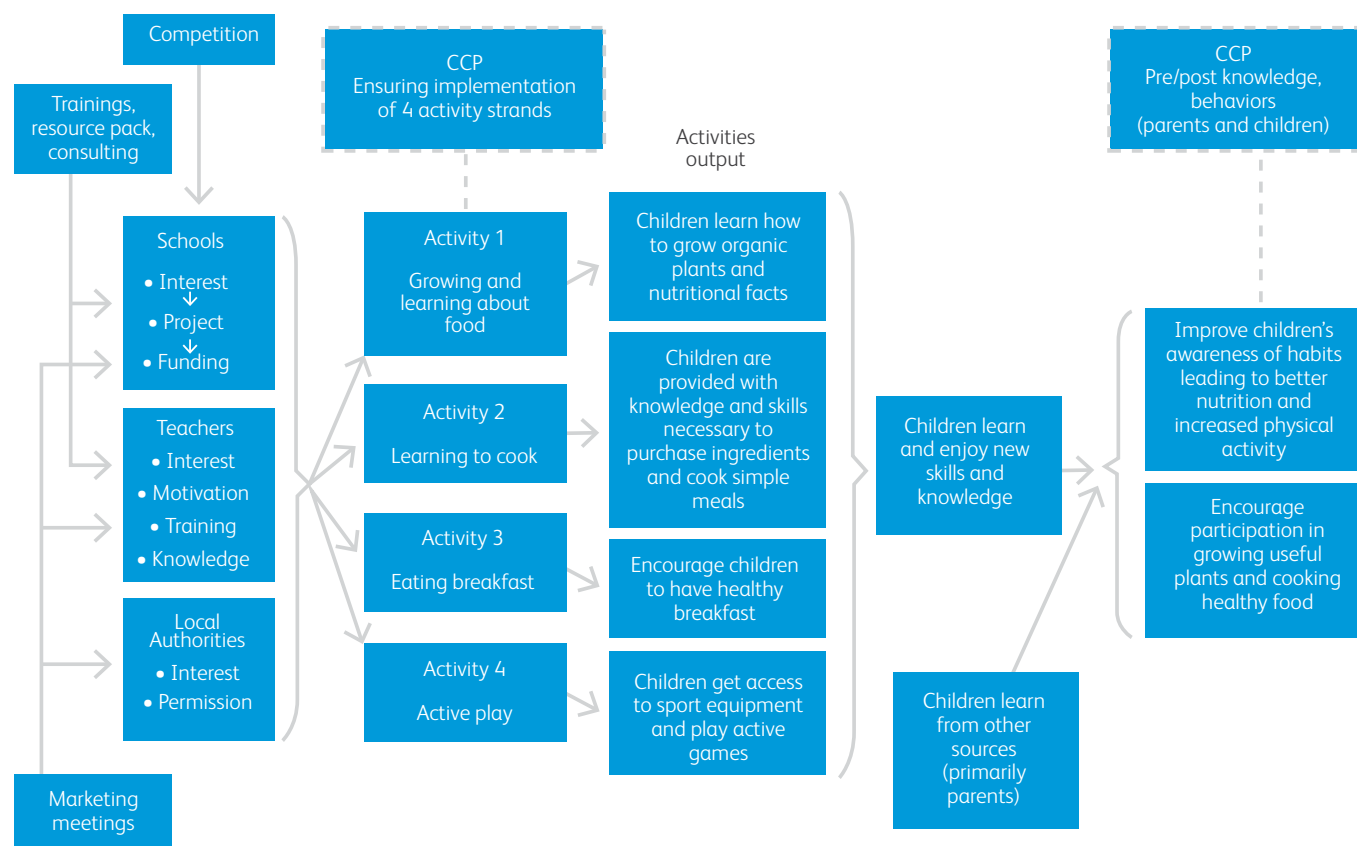 Competition
Trainings,
resource pack,
consulting
Schools
• Interest
• Project
• Funding
Teachers
• Interest
• Motivation
• Training
• Knowledge
Local
Authorities
• Interest
• Permission
Marketing
meetings
CCP
Ensuring implementation
of 4 activity strands
Activity 1
Growing and
learning about
food
Activity 2
Learning to cook
Activity 3
Eating breakfast
Activity 4
Active play
Activities
output
Children learn how
to grow organic
plants and
nutritional facts
Children are
provided with
knowledge and skills
necessary to
purchase ingredients
and cook simple
meals
Encourage children
to have healthy
breakfast
Children get access
to sport equipment
and play active
games
Children learn
and enjoy new
skills and
knowledge
Children learn
from other
sources
(primarily
parents)
CCP
Pre/post knowledge,
behaviors
(parents and children)
Improve children’s
awareness of habits
leading to better
nutrition and
increased physical
activity
Encourage
participation in
growing useful
plants and cooking
healthy food